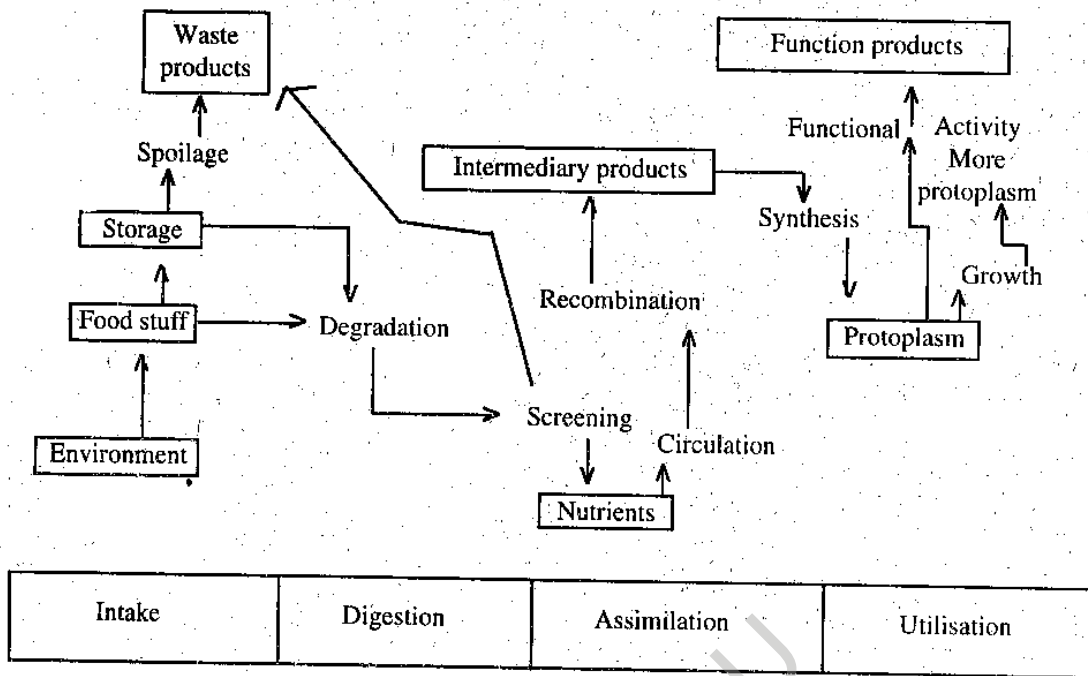 Waste
products
Function products
Spoilage
Functional
Activity
More
protoplasm
Intermediary products
Storage
Synthesis
Growth
Food stuff
Degradation
Recombination
Protoplasm
Environment
Screening
Circulation
Nutrients
Intake
Digestion
Assimilation
Utilisation
U